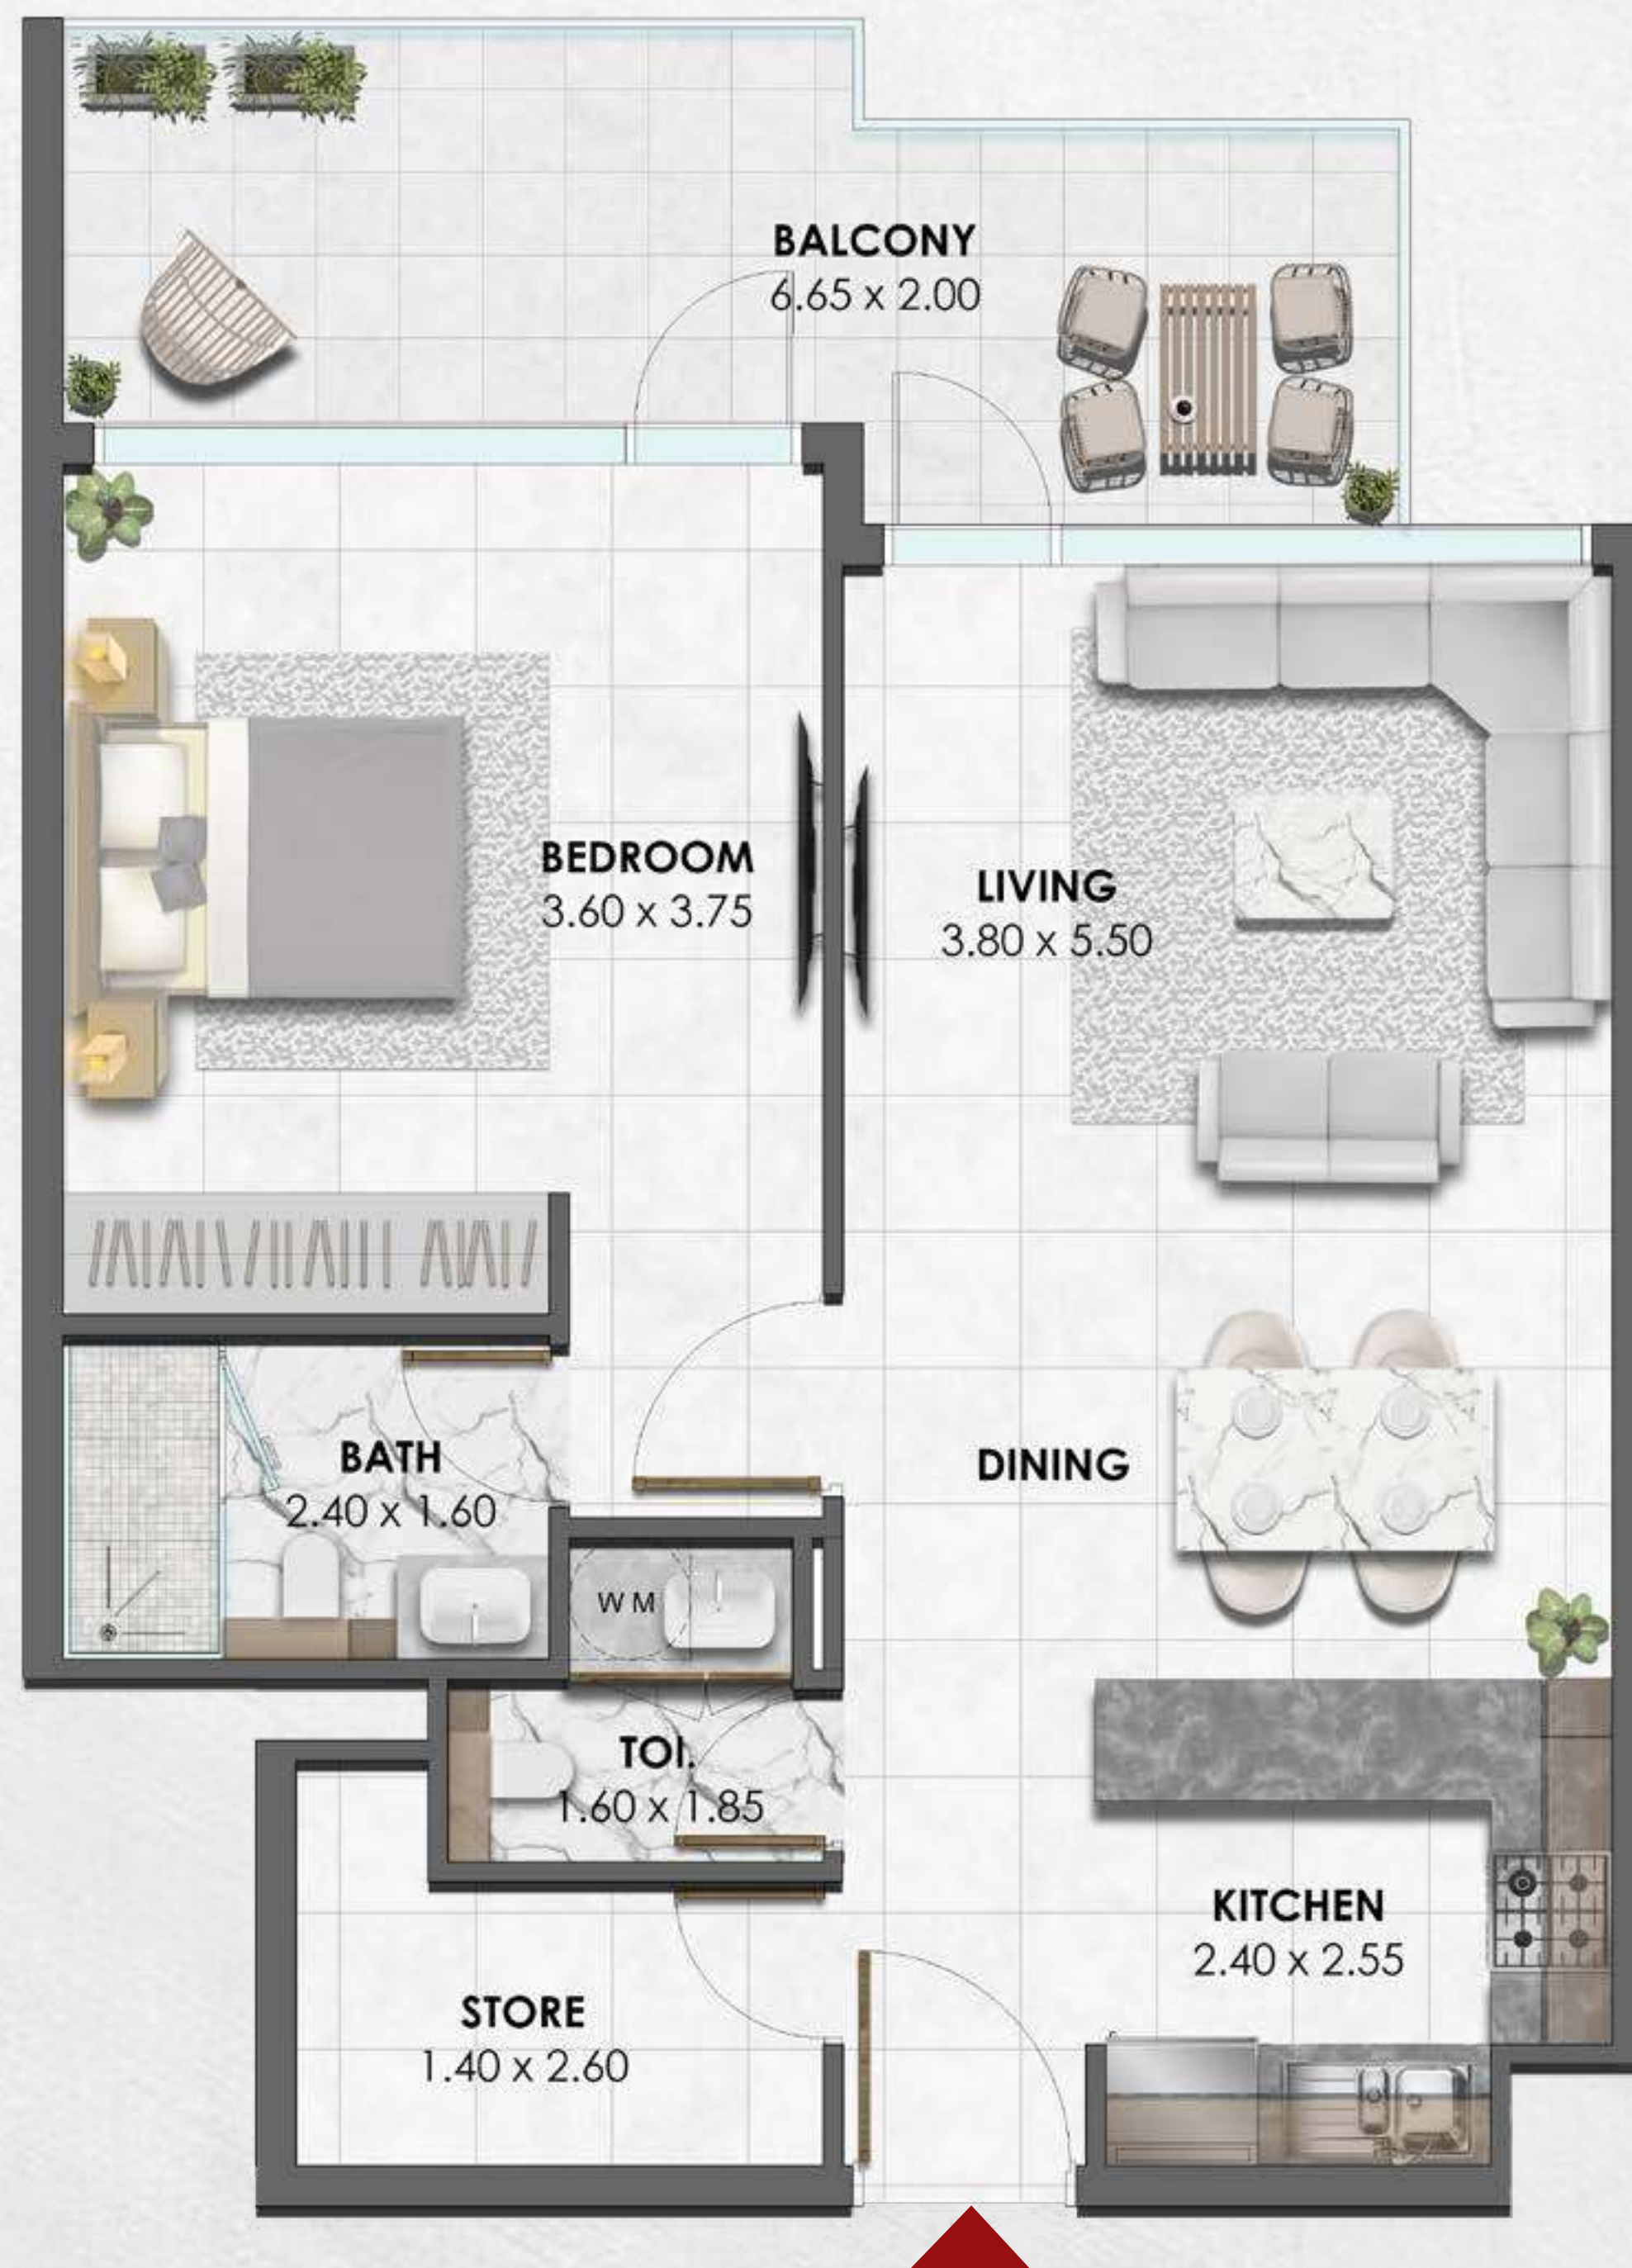 BALCONY
6.65 x 2.00
BEDROOM
3.60 x 3.75
LIVING
3.80 x 5.50
BATH
2.40 x 1.60
DINING
W M
TOI.
1.60 x 1.85
KITCHEN
2.40 x 2.55
STORE
1.40 x 2.60